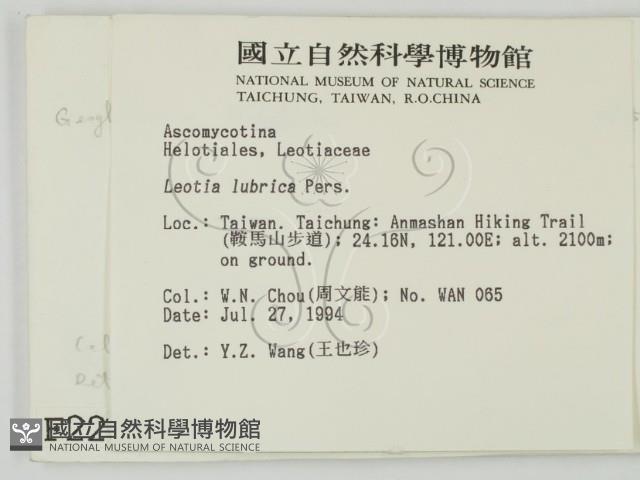 國立自然科學博物館
NATIONAL MUSEUM OF NATURAL SCIENCE
TAICHUNG, TAIWAN, R.O.CHINA
Ascomycotina
Helotiales, Leotiaceae
Leotia lubrica Pers.
Loc.: Taiwan. Taichung: Anmashan Hiking Trail
(鞍馬山步道); 24.16N, 121.00E; alt. 2100m;
on ground.
Col.: W.N. Chou(周文能); No. WAN 065
Date: Jul. 27, 1994
Det.: Y.Z. Wang(王也珍)
國立自然科學博物館
NATIONAL MUSEUM OF NATURAL SCIENCE